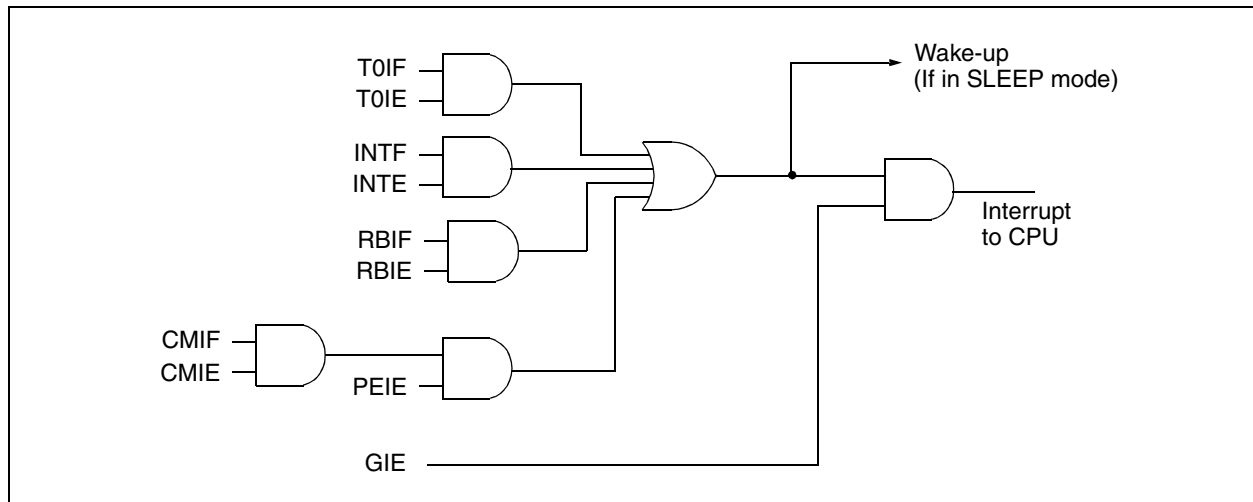 Wake-up
(If in SLEEP mode)
T0IF
T0IE
INTF
INTE
RBIF
RBIE
Interrupt
to CPU
CMIF
CMIE
PEIE
GIE